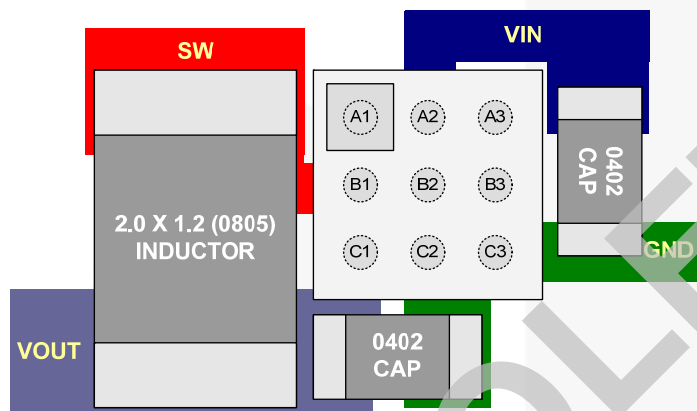 SW
VIN
A1 A2 A3
0402
CAP
B1 B2 B3
2.0 X 1.2 (0805)
INDUCTOR
C1 C2 C3
GND
VOUT
0402
CAP